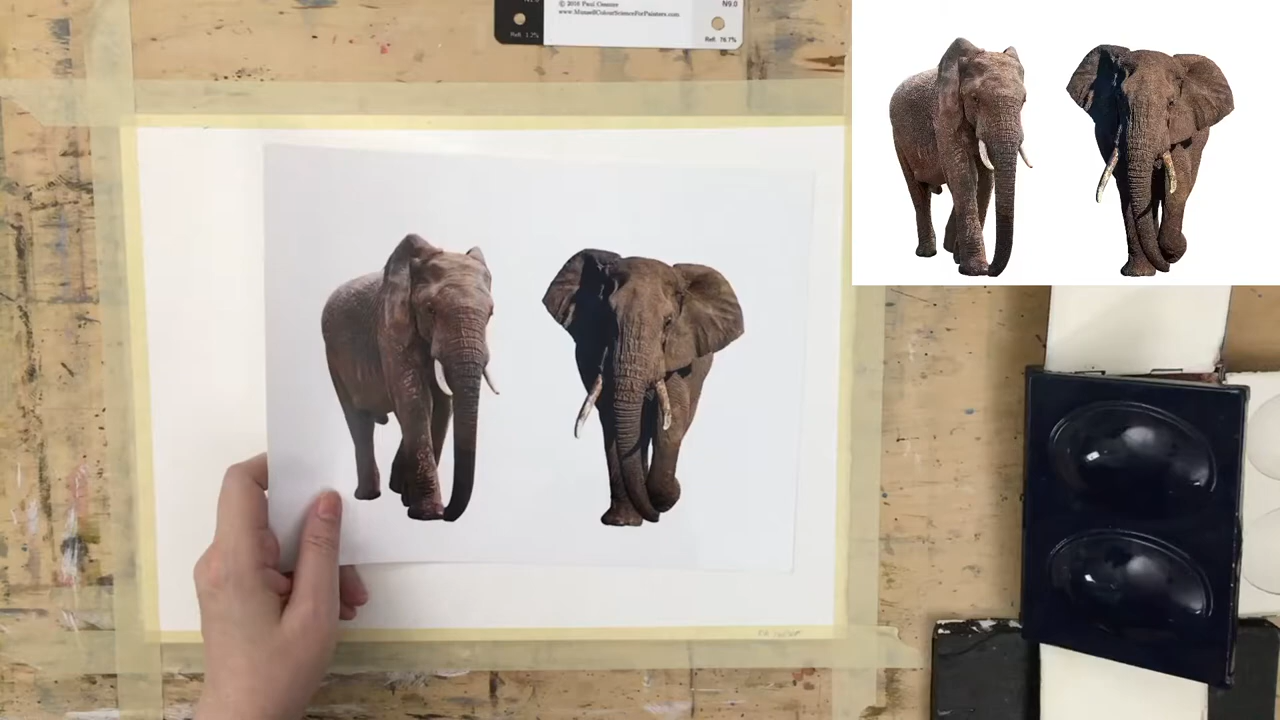 © 2016 Paul Centore N9.0
www.MunsellColourScienceForPainters.com
Refl. 1.2% Refl. 78.7%